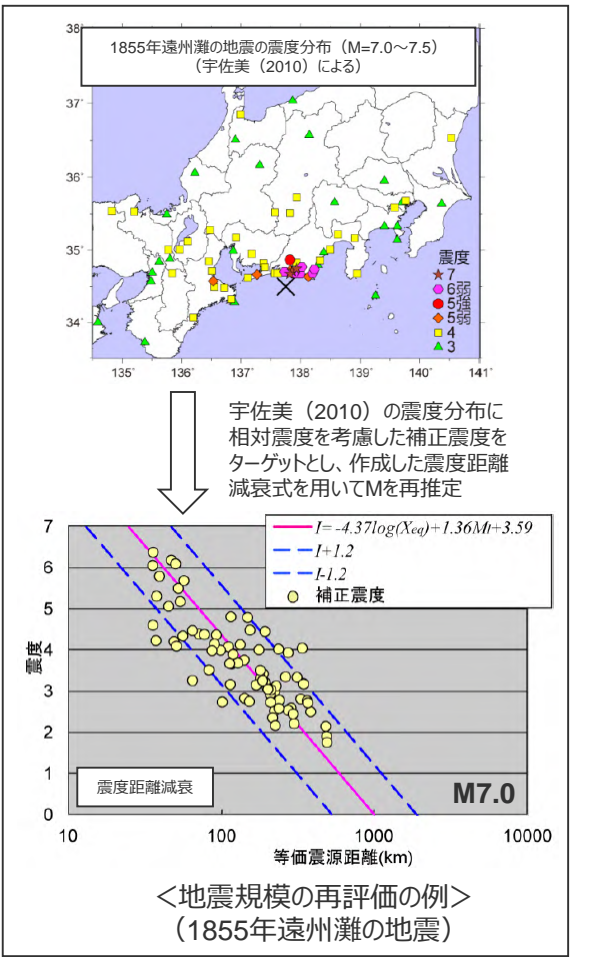 1855年遠州灘の地震の震度分布（M=7.0～7.5）
（宇佐美（2010）による）
38°
37°
36°
35°
34°
135°
136°
137°
138°
139°
140°
141°
震度
7
6弱
5強
5弱
4
3
宇佐美（2010）の震度分布に
相対震度を考慮した補正震度を
ターゲットとし、作成した震度距離
減衰式を用いてMを再推定
I= -4.37log(Xeq)+1.36MI+3.59
I+1.2
I-1.2
補正震度
震度
7
6
5
4
3
2
1
0
震度距離減衰
M7.0
10
100
1000
10000
等価震源距離(km)
＜地震規模の再評価の例＞
（1855年遠州灘の地震）